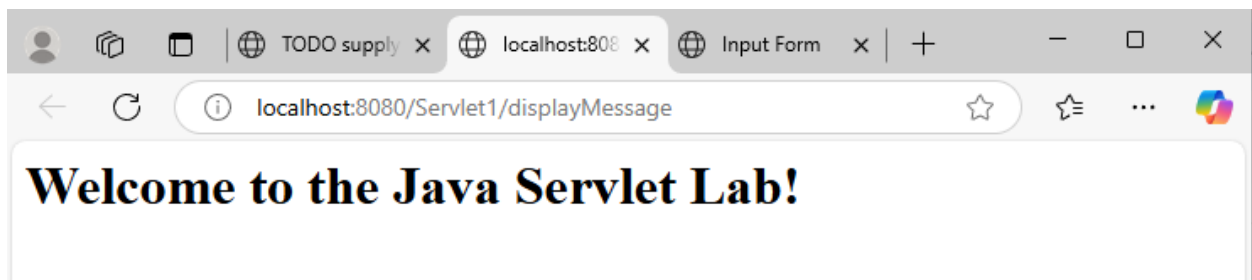 TODO supply
localhost:808
Input Form
localhost:8080/Servlet1/displayMessage
Welcome to the Java Servlet Lab!